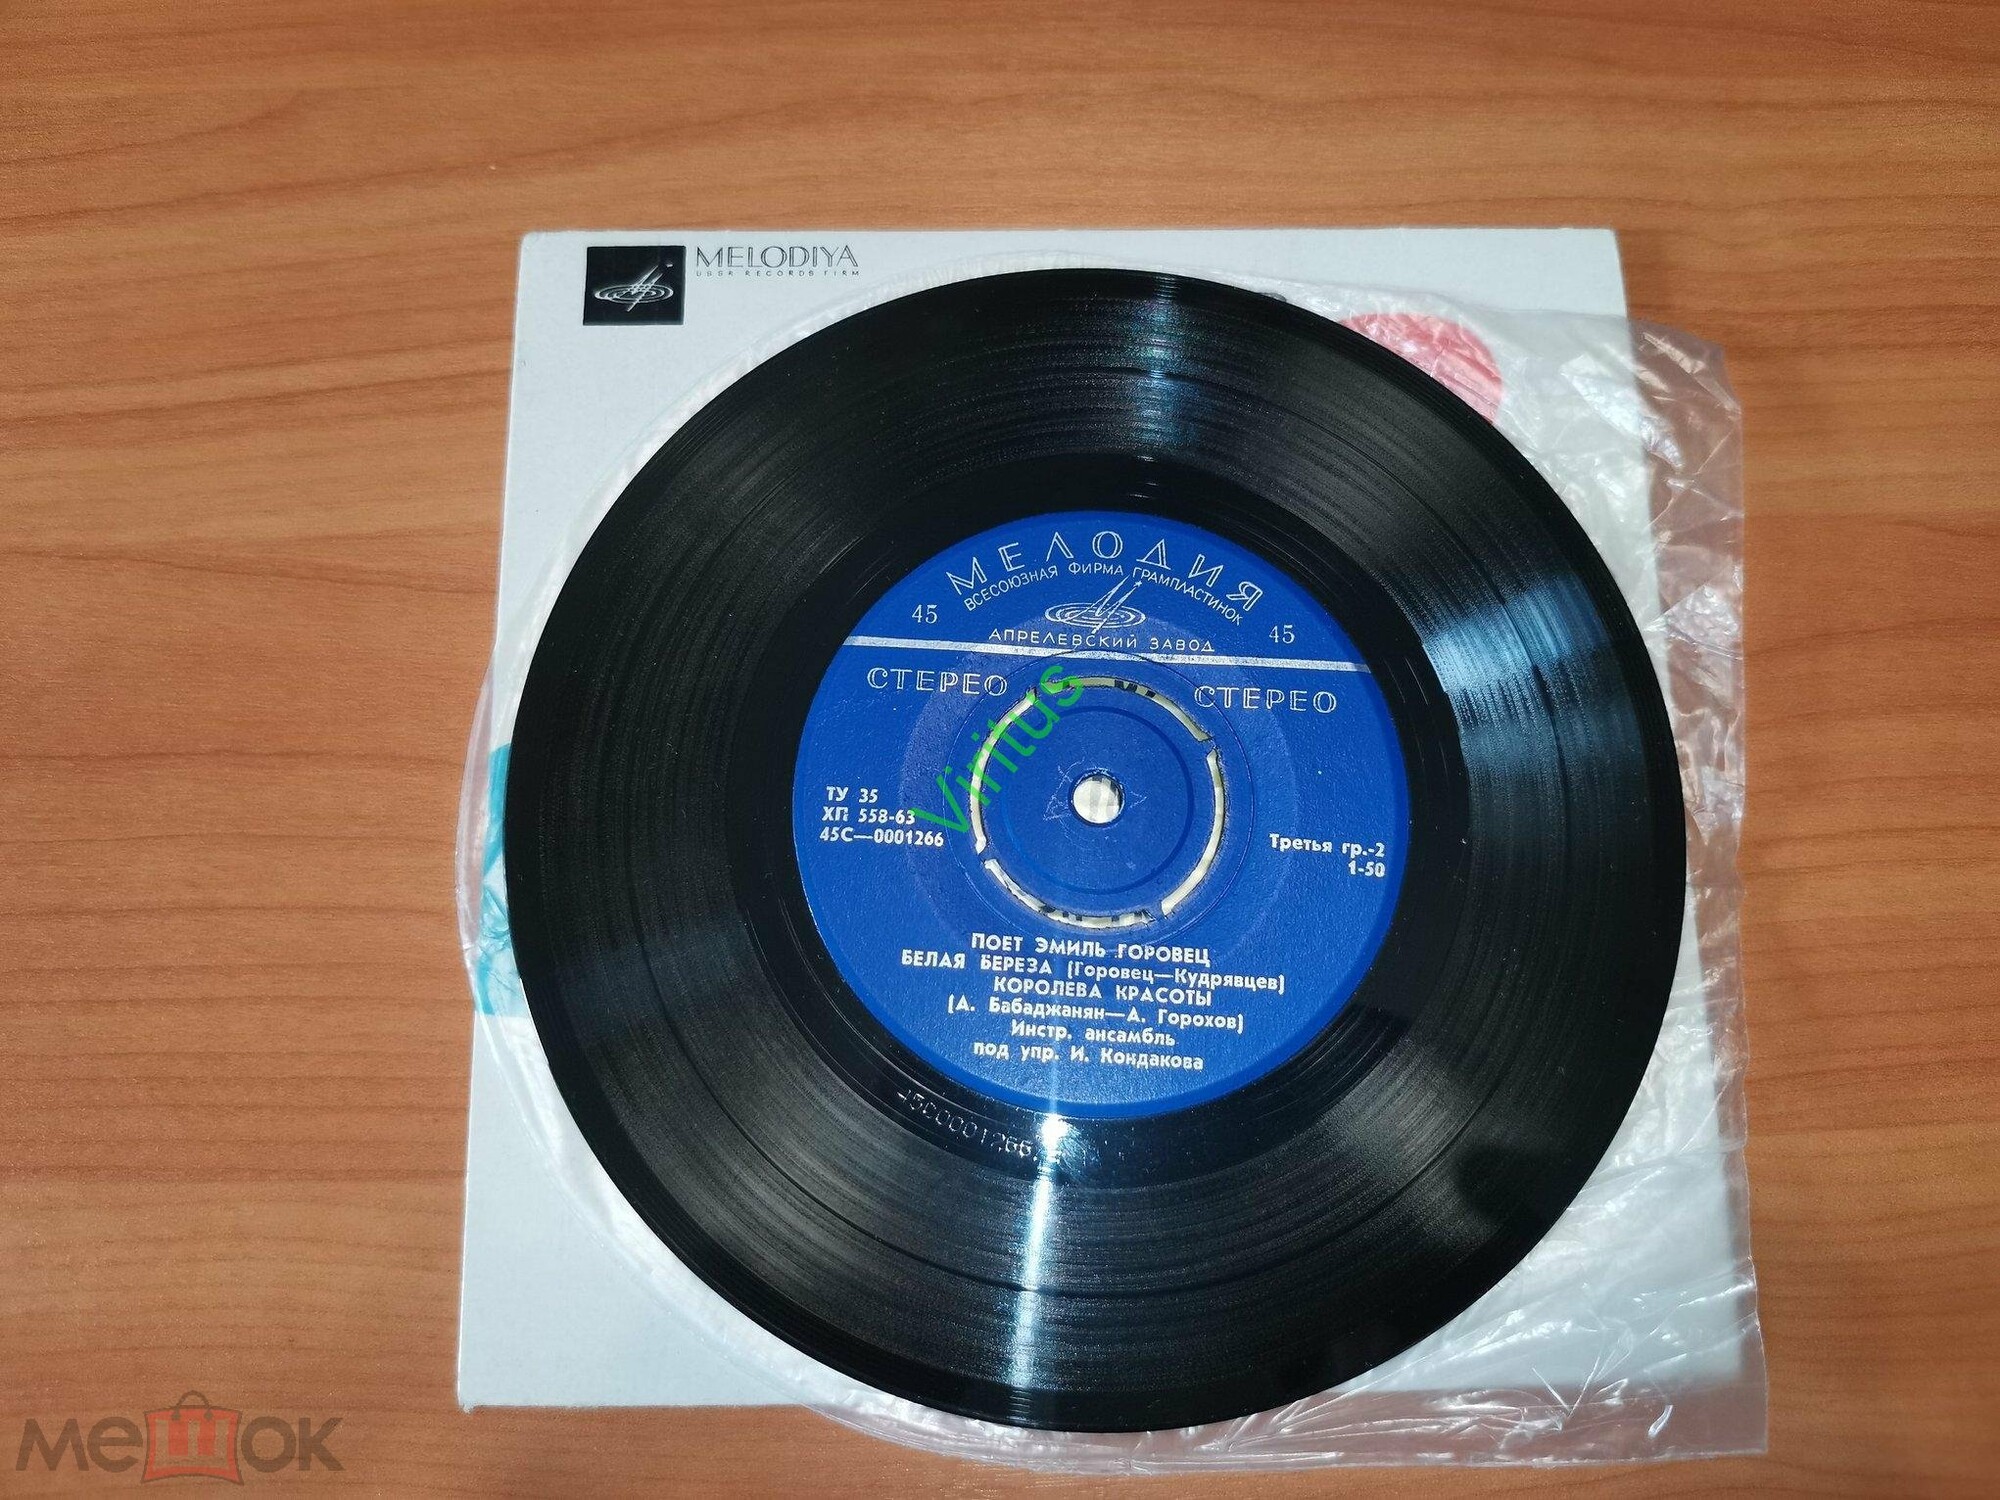 MELODIYA
USSR RECORDS FIRM
МЕЛОДИЯ
ВСЕСОЮЗНАЯ ФИРМА ГРАМПЛАСТИНОК
45 45
АПРЕЛЕВСКИЙ ЗАВОД
СТЕРЕО СТЕРЕО
Viritus
ТУ 35
ХП 558-63
45С—0001266
Третья гр.-2
1-50
ПОЕТ ЭМИЛЬ ГОРОВЕЦ
БЕЛАЯ БЕРЕЗА (Горовец—Кудрявцев)
КОРОЛЕВА КРАСОТЫ
(А. Бабаджанян—А. Горохов)
Инстр. ансамбль
под упр. И. Кондакова
мешок